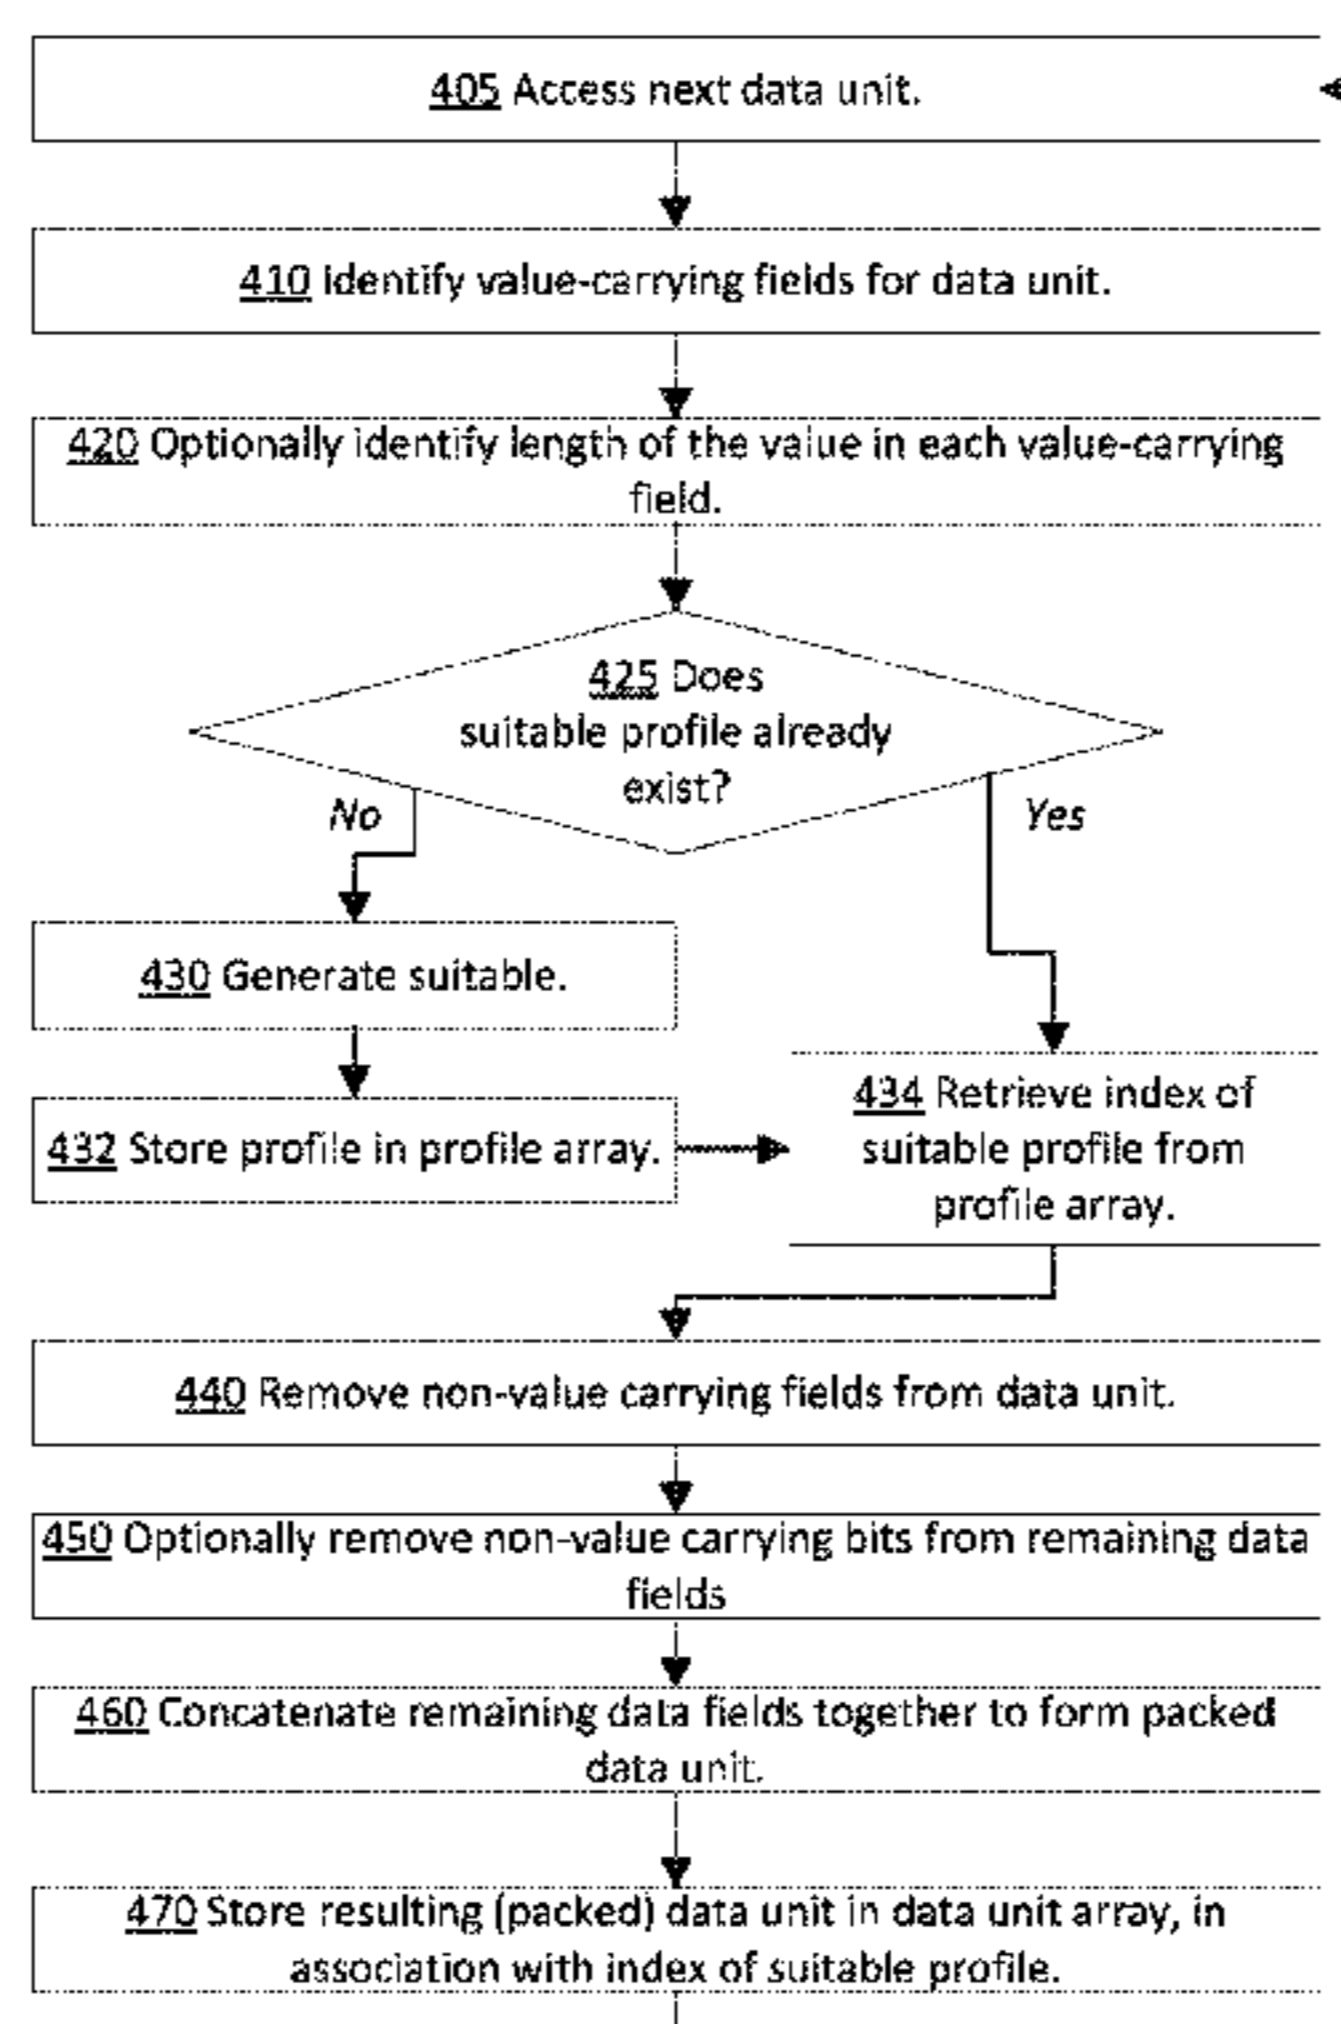 405 Access next data unit.
410 Identify value-carrying fields for data unit.
420 Optionally identify length of the value in each value-carrying
field.
425 Does
suitable profile already
exist?
No
Yes
430 Generate suitable.
432 Store profile in profile array.
434 Retrieve index of
suitable profile from
profile array.
440 Remove non-value carrying fields from data unit.
450 Optionally remove non-value carrying bits from remaining data
fields
460 Concatenate remaining data fields together to form packed
data unit.
470 Store resulting (packed) data unit in data unit array, in
association with index of suitable profile.